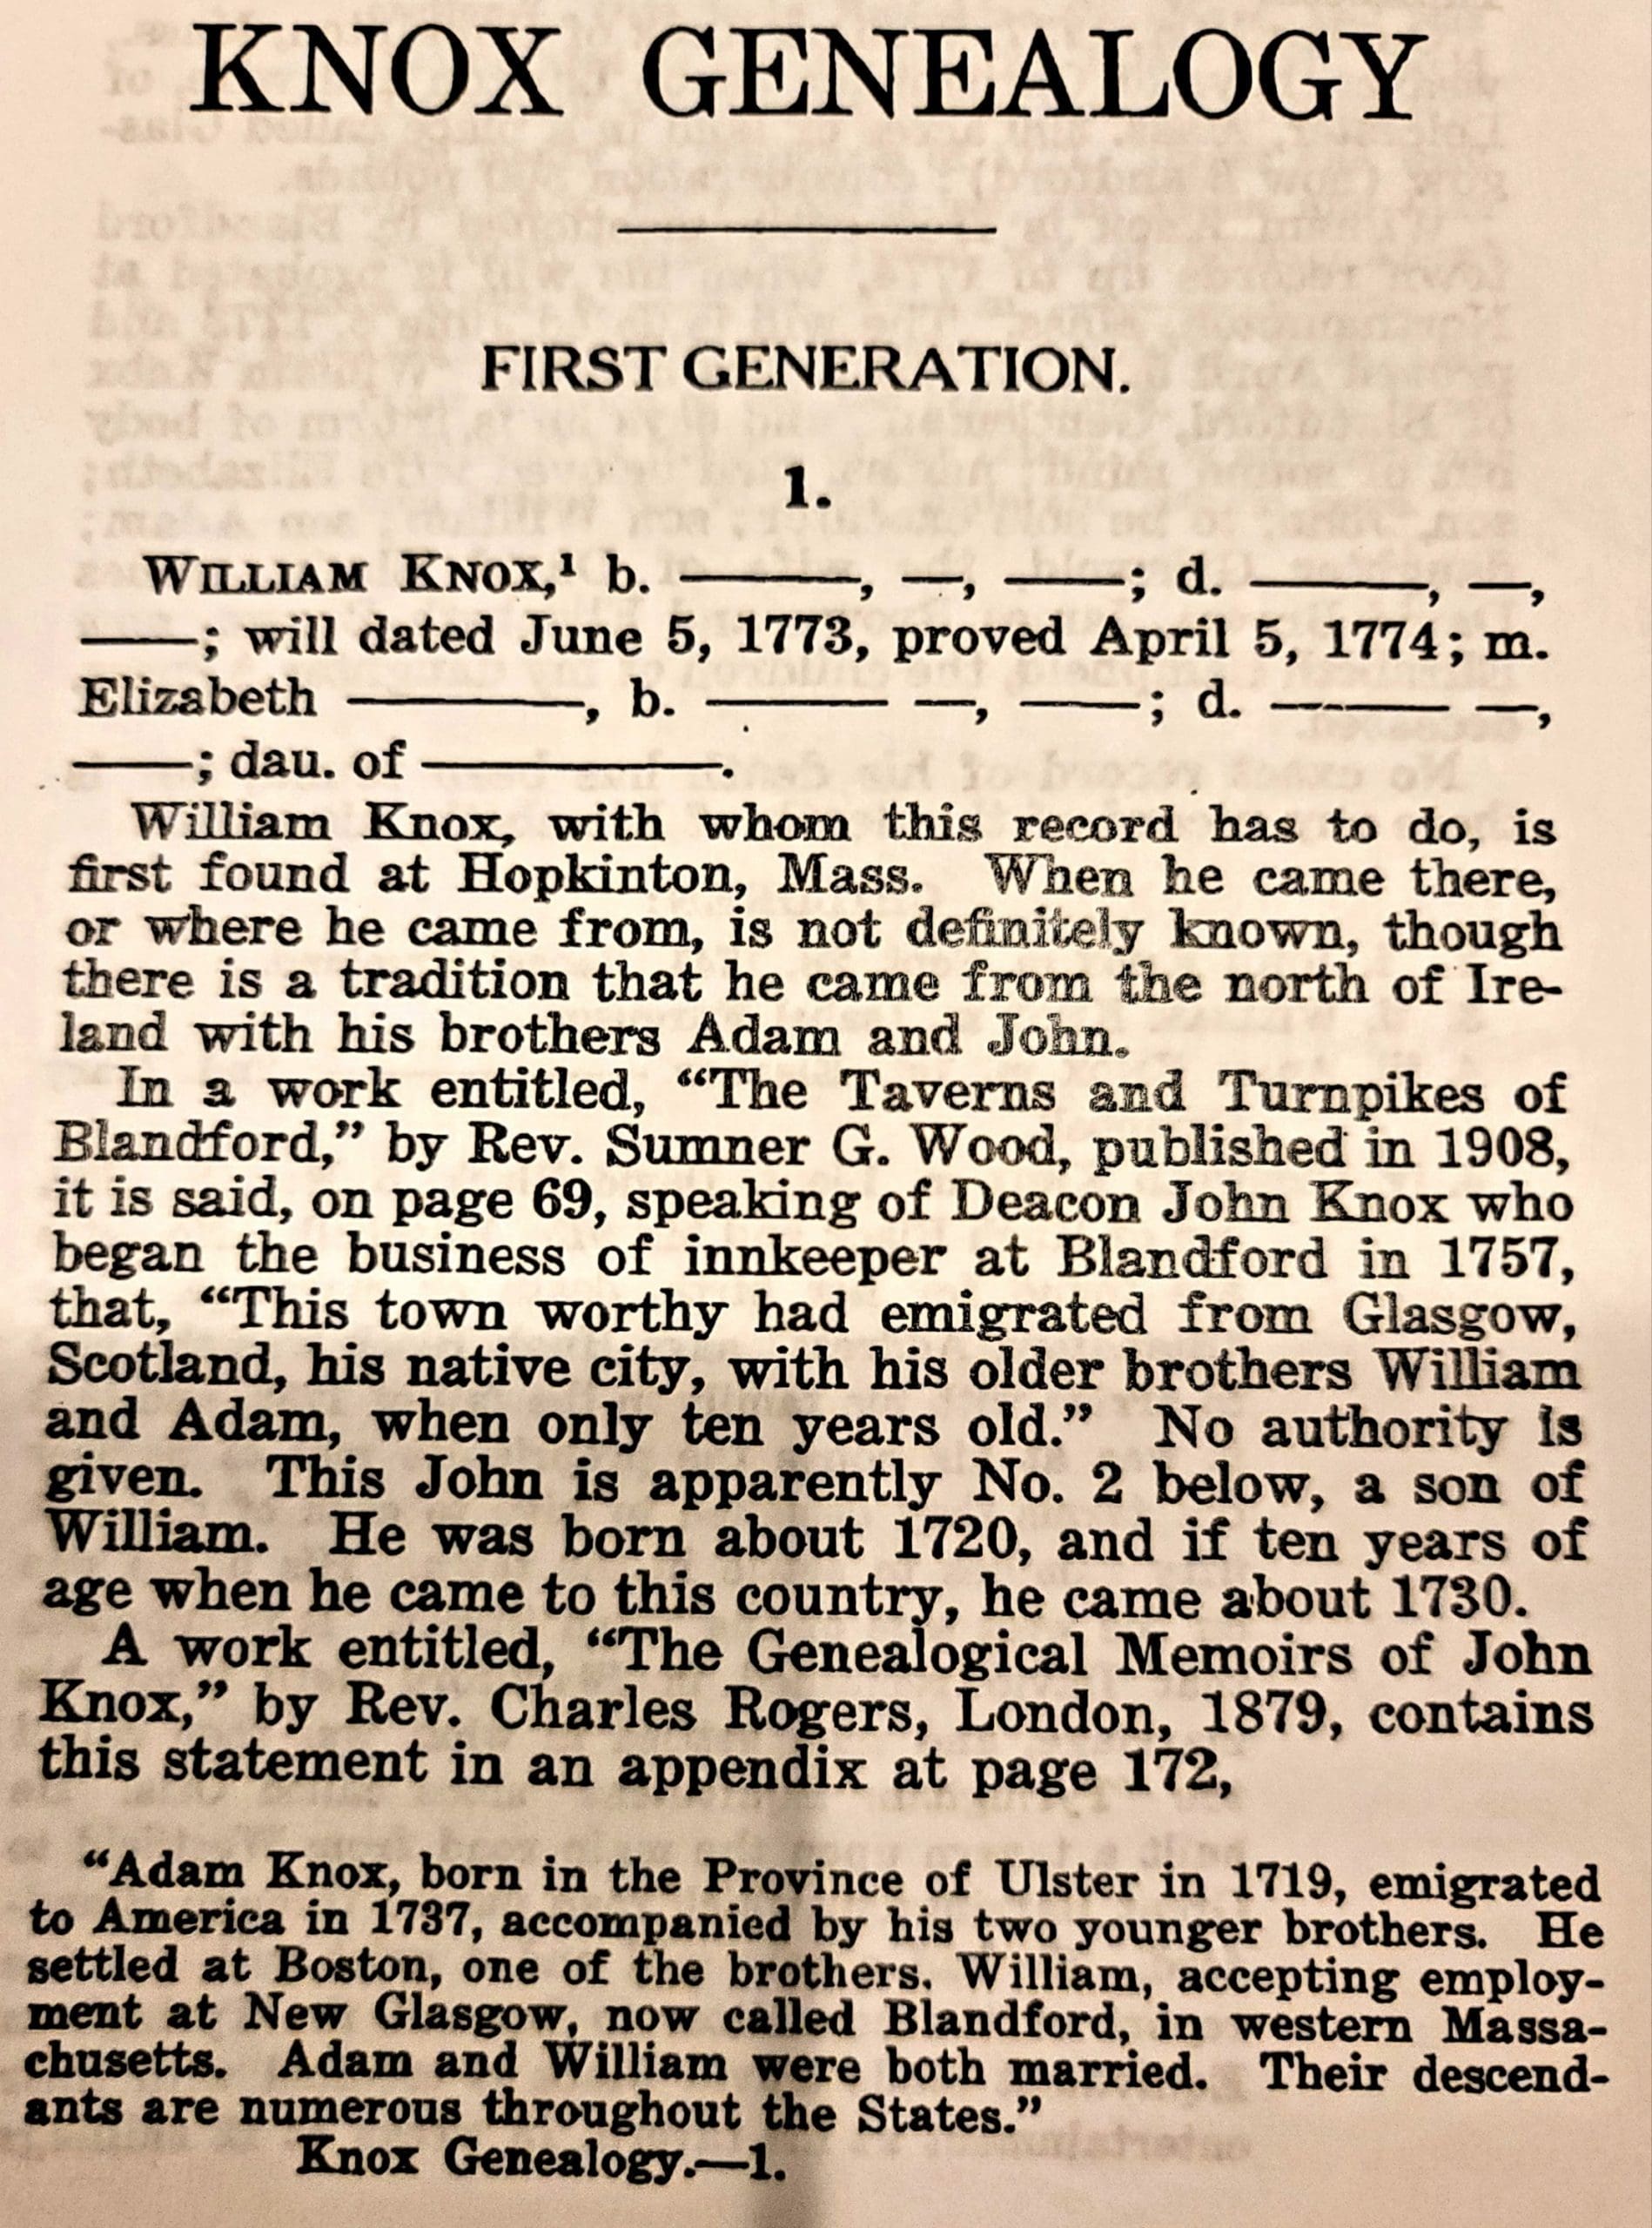 KNOX GENEALOGY
FIRST GENERATION.
1.
WILLIAM KNOX,¹ b. ———, —, ———; d. ———, —,
———; will dated June 5, 1773, proved April 5, 1774; m.
Elizabeth ————, b. ——— —, ———; d. ——— —,
———; dau. of —————.
William Knox, with whom this record has to do, is
first found at Hopkinton, Mass. When he came there,
or where he came from, is not definitely known, though
there is a tradition that he came from the north of Ire-
land with his brothers Adam and John.
In a work entitled, “The Taverns and Turnpikes of
Blandford,” by Rev. Sumner G. Wood, published in 1908,
it is said, on page 69, speaking of Deacon John Knox who
began the business of innkeeper at Blandford in 1757,
that, “This town worthy had emigrated from Glasgow,
Scotland, his native city, with his older brothers William
and Adam, when only ten years old.” No authority is
given. This John is apparently No. 2 below, a son of
William. He was born about 1720, and if ten years of
age when he came to this country, he came about 1730.
A work entitled, “The Genealogical Memoirs of John
Knox,” by Rev. Charles Rogers, London, 1879, contains
this statement in an appendix at page 172,
“Adam Knox, born in the Province of Ulster in 1719, emigrated
to America in 1737, accompanied by his two younger brothers. He
settled at Boston, one of the brothers. William, accepting employ-
ment at New Glasgow, now called Blandford, in western Massa-
chusetts. Adam and William were both married. Their descend-
ants are numerous throughout the States.”
Knox Genealogy.—1.